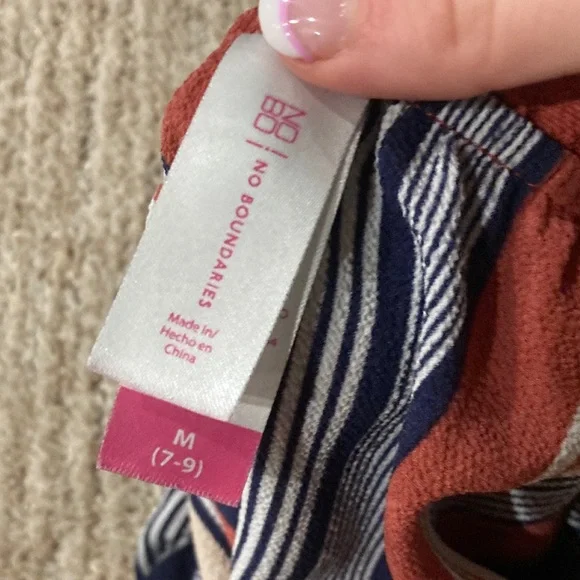 NO
BO
NO BOUNDARIES
Made in/
Hecho en
China
M
(7-9)